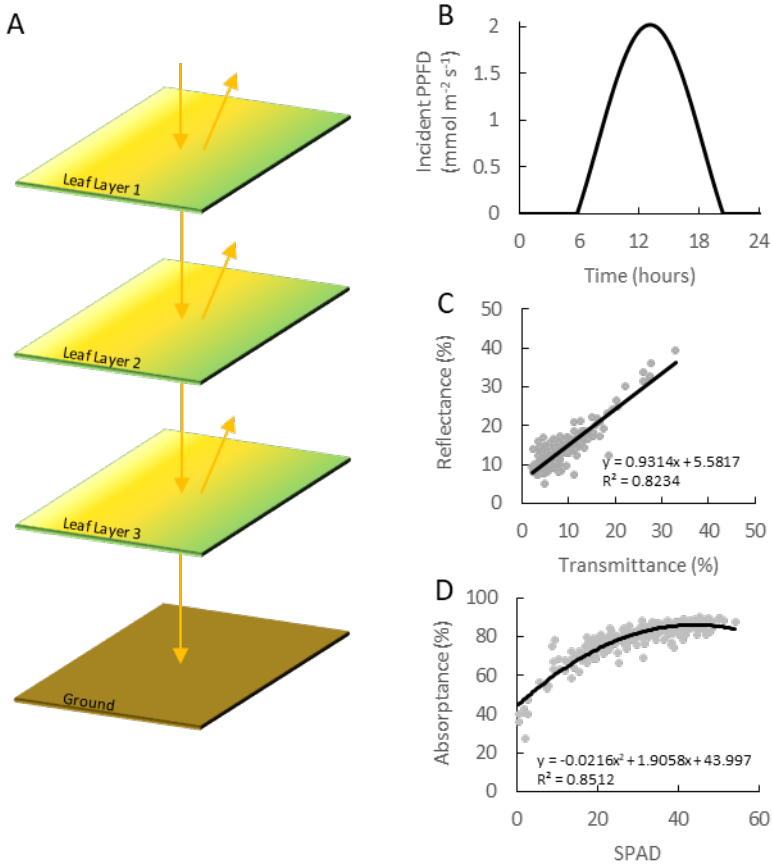 A
Leaf Layer 1
Leaf Layer 2
Leaf Layer 3
Ground
B
Incident PPFD
(mmol m⁻² s⁻¹)
2
1.5
1
0.5
0
0 6 12 18 24
Time (hours)
C
Reflectance (%)
50
40
30
20
10
0
y = 0.9314x + 5.5817
R² = 0.8234
0 10 20 30 40 50
Transmittance (%)
D
Absorptance (%)
100
80
60
40
20
0
y = -0.0216x² + 1.9058x + 43.997
R² = 0.8512
0 20 40 60
SPAD